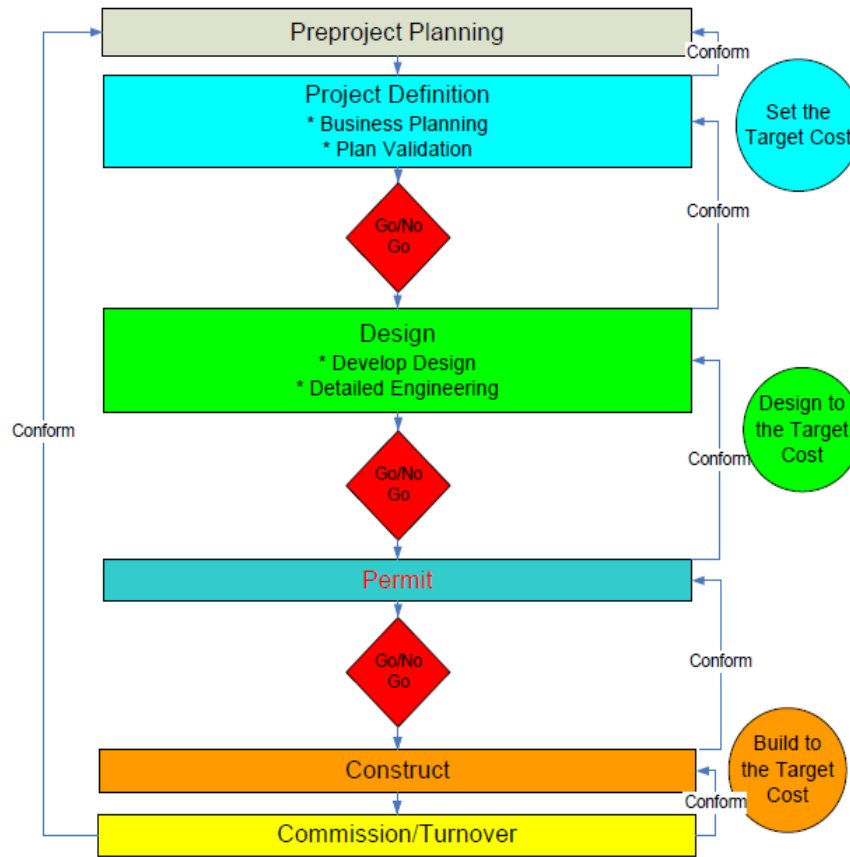 Preproject Planning
Conform
Project Definition
* Business Planning
* Plan Validation
Set the
Target Cost
Go/No
Go
Conform
Design
* Develop Design
* Detailed Engineering
Conform
Design to
the Target
Cost
Conform
Go/No
Go
Permit
Go/No
Go
Conform
Construct
Build to
the Target
Cost
Conform
Commission/Turnover